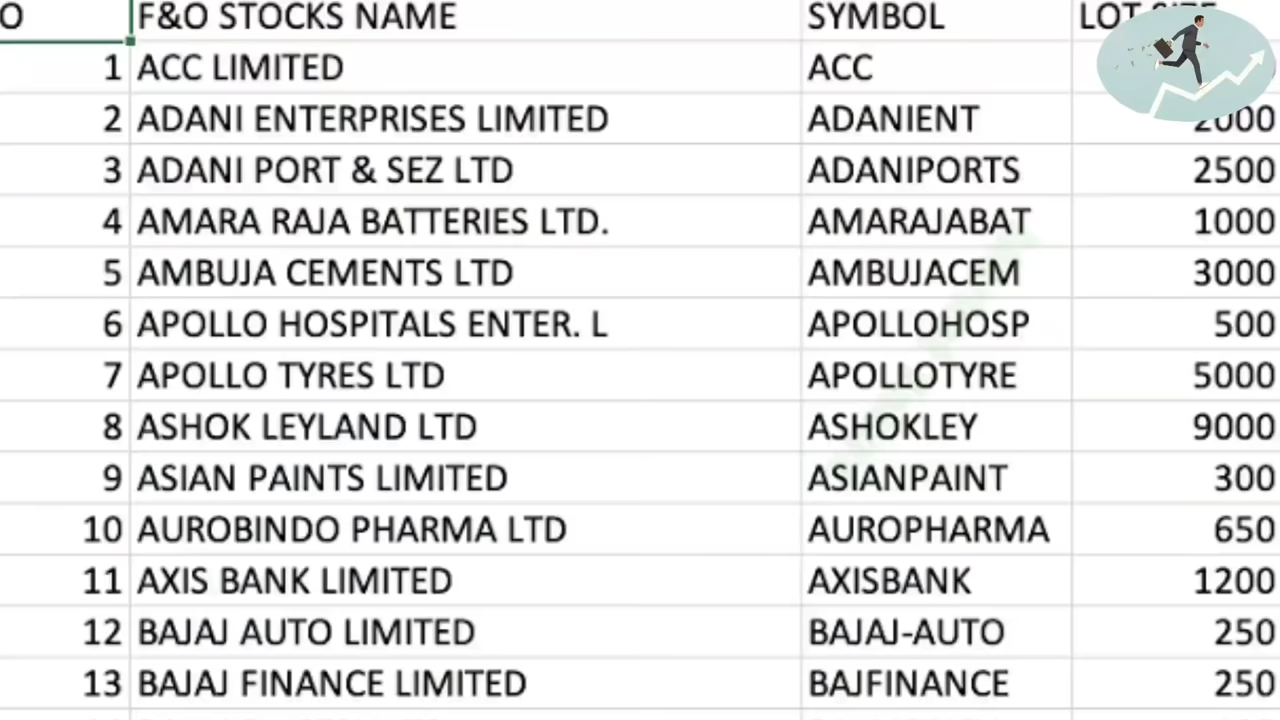 O F&O STOCKS NAME SYMBOL LOT SIZE
1 ACC LIMITED ACC
2 ADANI ENTERPRISES LIMITED ADANIENT 2000
3 ADANI PORT & SEZ LTD ADANIPORTS 2500
4 AMARA RAJA BATTERIES LTD. AMARAJABAT 1000
5 AMBUJA CEMENTS LTD AMBUJACEM 3000
6 APOLLO HOSPITALS ENTER. L APOLLOHOSP 500
7 APOLLO TYRES LTD APOLLOTYRE 5000
8 ASHOK LEYLAND LTD ASHOKLEY 9000
9 ASIAN PAINTS LIMITED ASIANPAINT 300
10 AUROBINDO PHARMA LTD AUROPHARMA 650
11 AXIS BANK LIMITED AXISBANK 1200
12 BAJAJ AUTO LIMITED BAJAJ-AUTO 250
13 BAJAJ FINANCE LIMITED BAJFINANCE 250